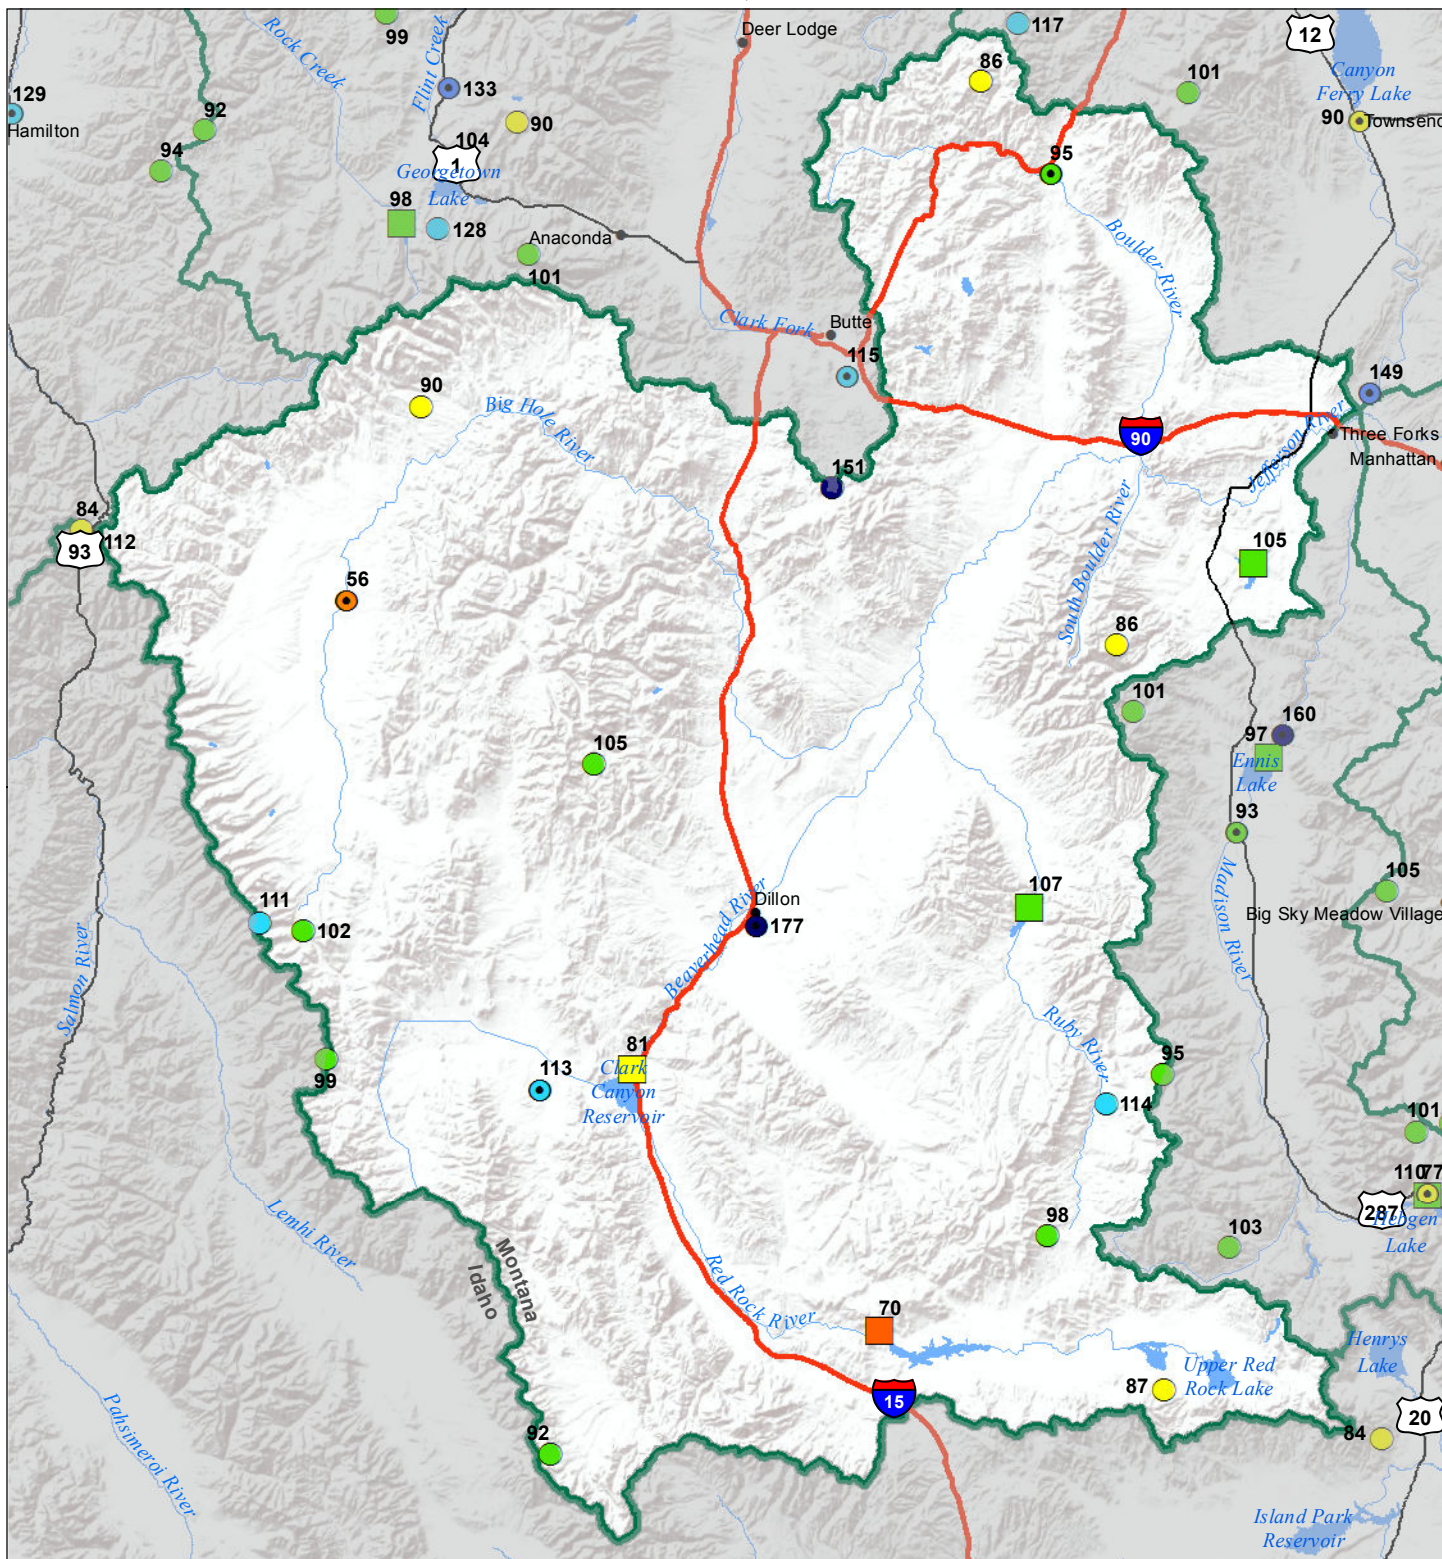 99
Rock Creek
Flint Creek
Deer Lodge
117
12
Canyon
Ferry Lake
129
Hamilton
92
133
90
86
101
90
Townsend
94
104
1
Georgetown
Lake
95
98
128
Anaconda
101
Boulder River
Clark Fork
Butte
115
149
90
Big Hole River
90
Three Forks
Manhattan
Jefferson River
151
84
93
112
South Boulder River
105
56
86
101
160
97
Ennis
Lake
105
93
Madison River
105
Big Sky Meadow Village
107
111
102
Dillon
177
Beaverhead River
Salmon River
Ruby River
81
Clark
Canyon
Reservoir
113
99
95
114
101
110
77
287
Hebgen
Lake
98
103
Lemhi River
Montana
Idaho
Red Rock River
70
Henrys
Lake
Upper Red
Rock Lake
87
15
20
84
92
Pahsimeroi River
Island Park
Reservoir